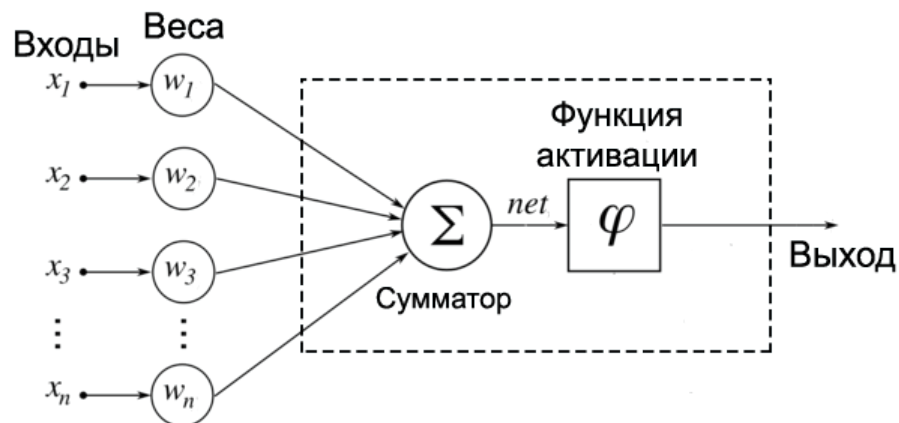 Входы
Веса
x1
w1
x2
w2
x3
w3
xn
wn
Σ
Сумматор
net
Функция
активации
φ
Выход